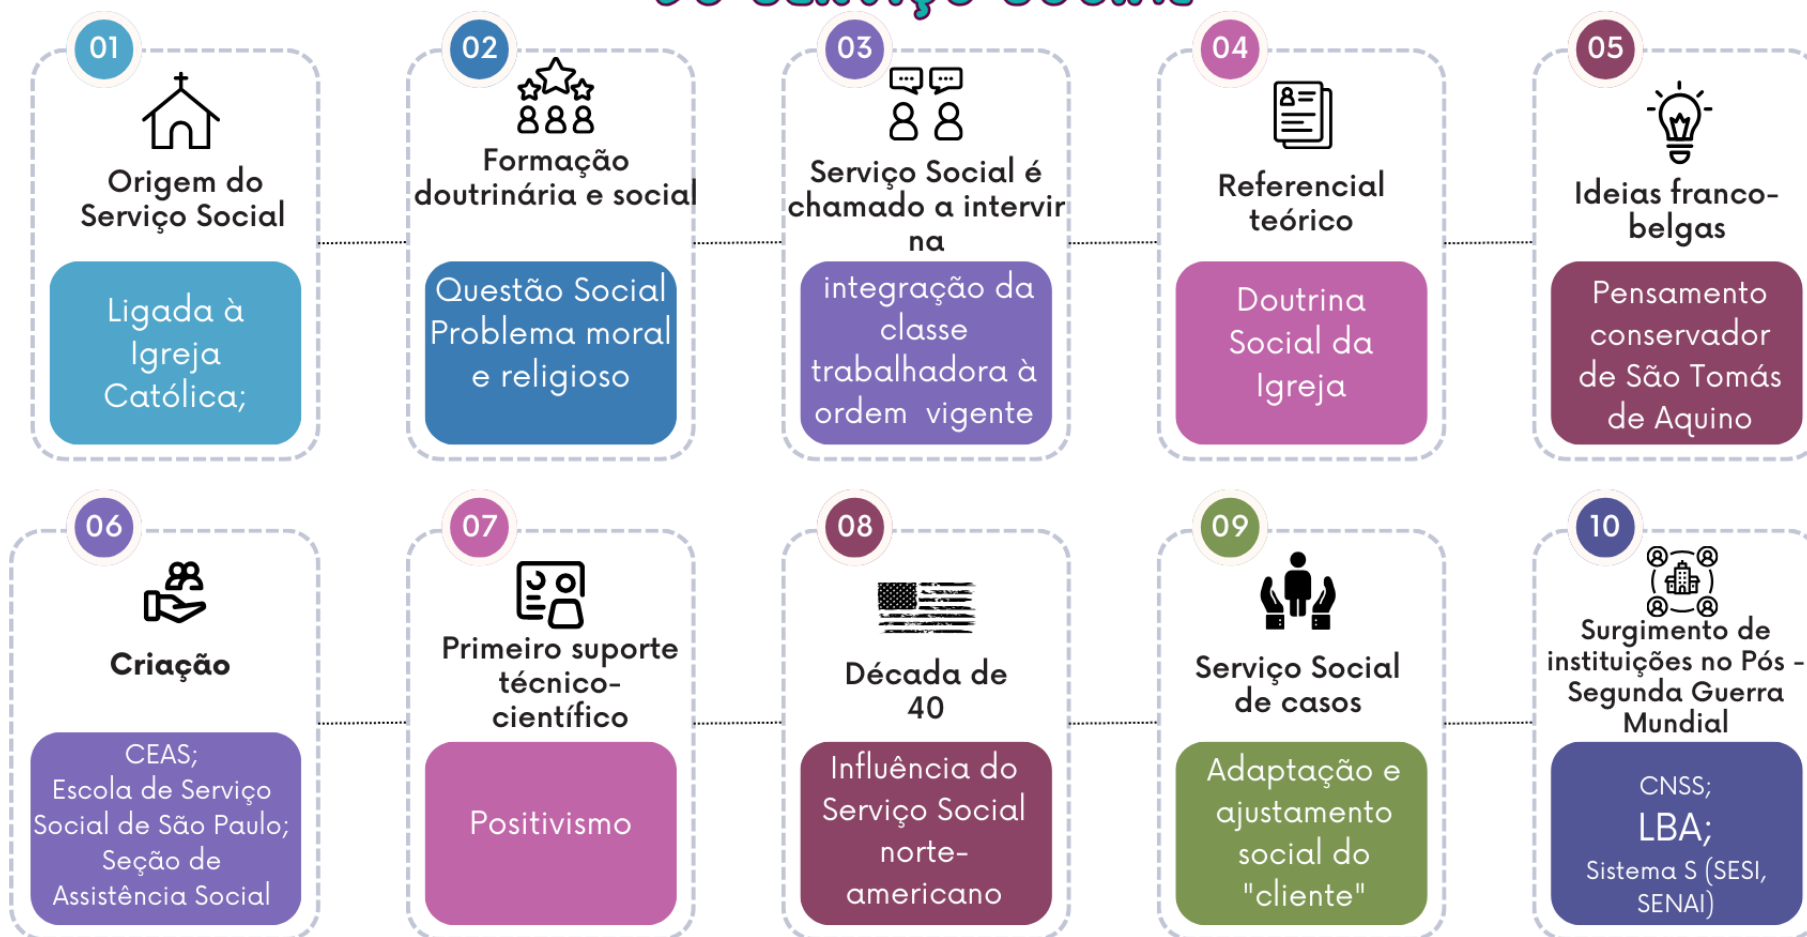 DO SERVIÇO SOCIAL
01
Origem do
Serviço Social
Ligada à
Igreja
Católica;
02
Formação
doutrinária e social
Questão Social
Problema moral
e religioso
03
Serviço Social é
chamado a intervir
na
integração da
classe
trabalhadora à
ordem vigente
04
Referencial
teórico
Doutrina
Social da
Igreja
05
Ideias franco-
belgas
Pensamento
conservador
de São Tomás
de Aquino
06
Criação
CEAS;
Escola de Serviço
Social de São Paulo;
Seção de
Assistência Social
07
Primeiro suporte
técnico-
científico
Positivismo
08
Década de
40
Influência do
Serviço Social
norte-
americano
09
Serviço Social
de casos
Adaptação e
ajustamento
social do
"cliente"
10
Surgimento de
instituições no Pós -
Segunda Guerra
Mundial
CNSS;
LBA;
Sistema S (SESI,
SENAI)